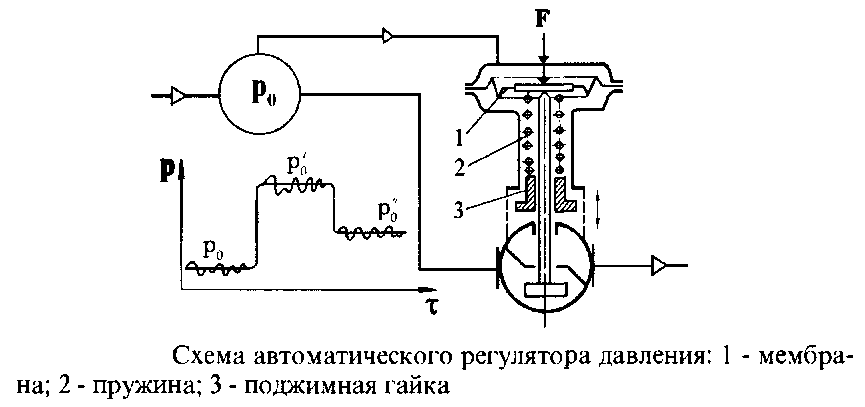 F
p₀
1
p
p₀′
2
p₀″
3
p₀
τ
Схема автоматического регулятора давления: 1 - мембра-
на; 2 - пружина; 3 - поджимная гайка